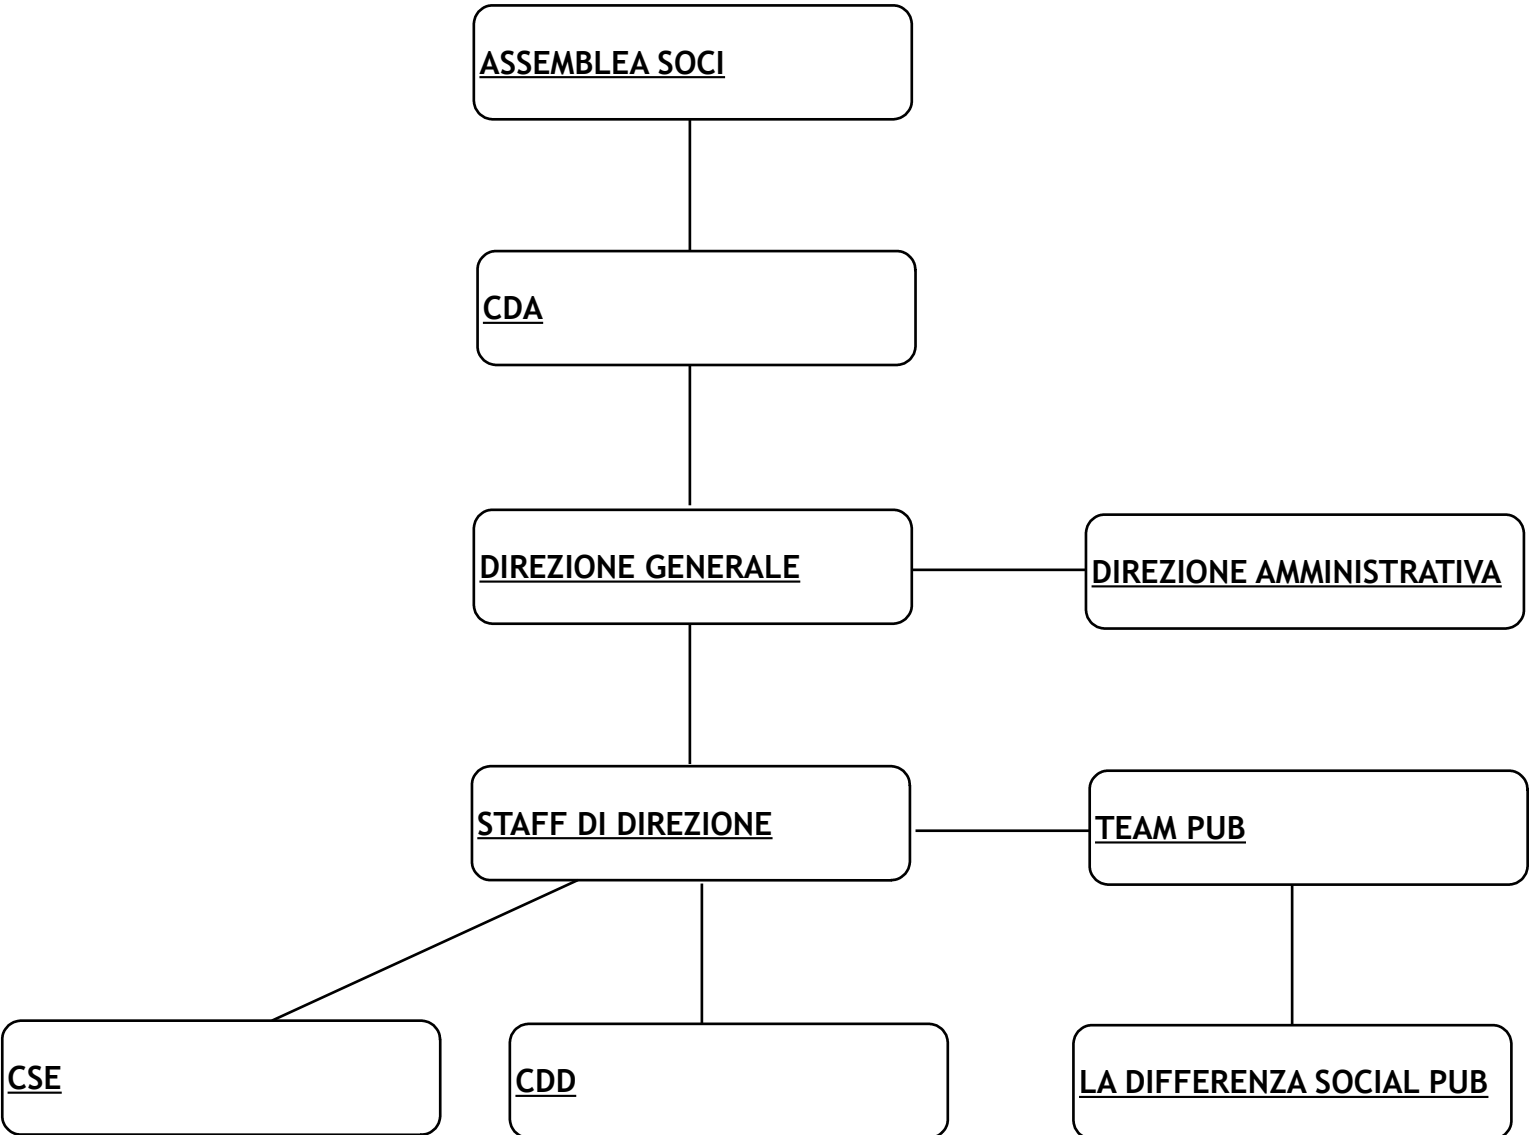 ASSEMBLEA SOCI
CDA
DIREZIONE GENERALE
DIREZIONE AMMINISTRATIVA
STAFF DI DIREZIONE
TEAM PUB
CSE
CDD
LA DIFFERENZA SOCIAL PUB